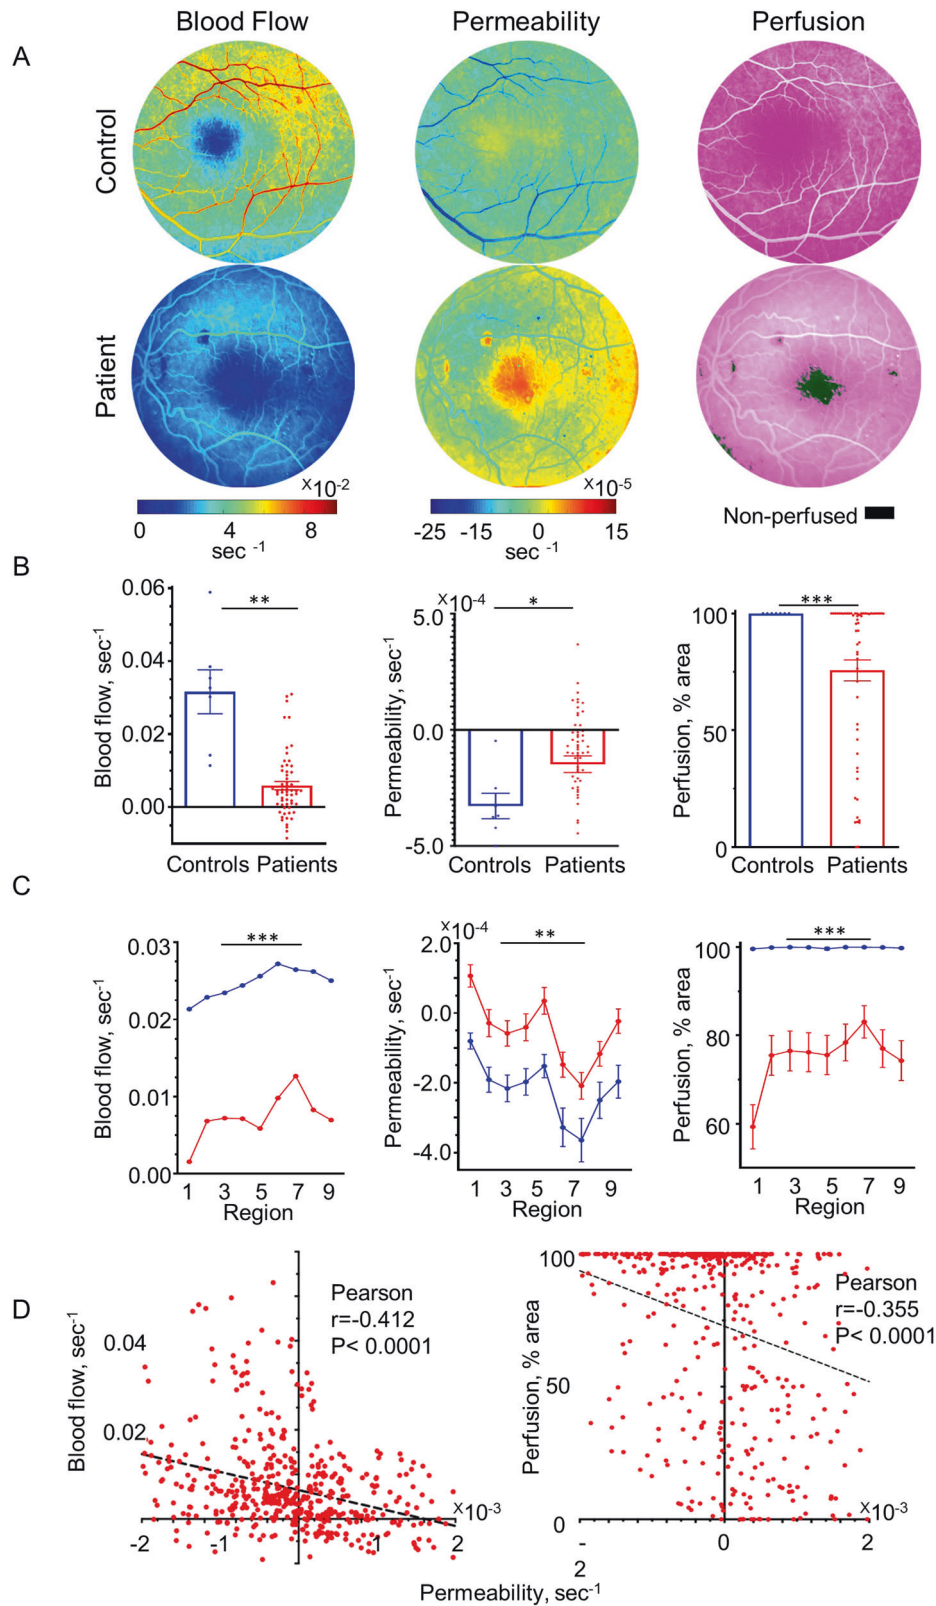 Blood Flow Permeability Perfusion
A
Control
Patient
X10-2 X10-5
0 4 8
sec -1
-25 -15 0 15
sec -1
Non-perfused
B
Blood flow, sec-1
0.06
0.04
0.02
0.00
**
Controls Patients
X10-4
Permeability, sec-1
5.0
0.0
-5.0
*
Controls Patients
Perfusion, % area
100
50
0
***
Controls Patients
C
Blood flow, sec-1
0.03
0.02
0.01
0.00
***
1 3 5 7 9
Region
X10-4
Permeability, sec-1
2.0
0.0
-2.0
-4.0
**
1 3 5 7 9
Region
Perfusion, % area
100
80
60
***
1 3 5 7 9
Region
D
Blood flow, sec-1
0.04
0.02
Pearson
r=-0.412
P< 0.0001
X10-3
-2 -1 1 2
Perfusion, % area
100
50
0
Pearson
r=-0.355
P< 0.0001
X10-3
-
2
0 2
Permeability, sec-1